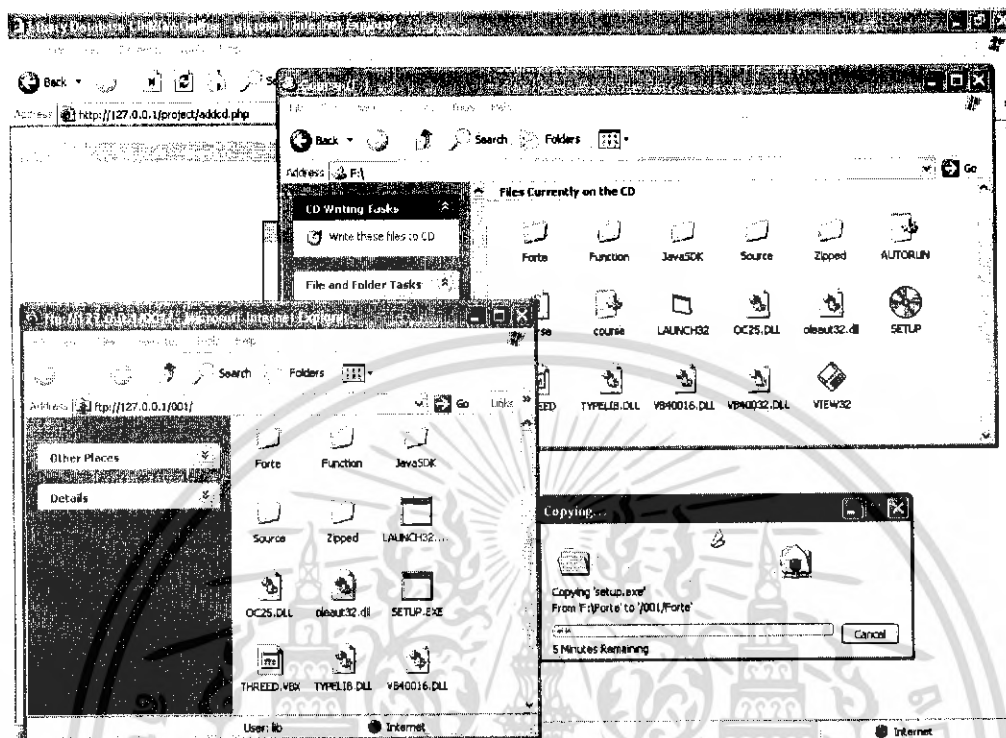 Back
Address http://127.0.0.1/project/addcd.php
Back Search Folders
Address F:\ Go
CD Writing Tasks
Write these files to CD
File and Folder Tasks
Files Currently on the CD
Forte Function JavaSDK Source Zipped AUTORUN
course LAUNCH32 OC25.DLL oleaut32.dll SETUP
TYPELIB.DLL VB40016.DLL VB40032.DLL VIEW32
Microsoft Internet Explorer
Search Folders
Address ftp://127.0.0.1/001/ Go Links
Other Places
Details
Forte Function JavaSDK
Source Zipped LAUNCH32....
OC25.DLL oleaut32.dll SETUP.EXE
THREED.VBX TYPELIB.DLL VB40016.DLL
User: lib Internet
Copying...
Copying 'setup.exe'
From 'F:\Forte' to '/001/Forte'
Cancel
5 Minutes Remaining
Internet